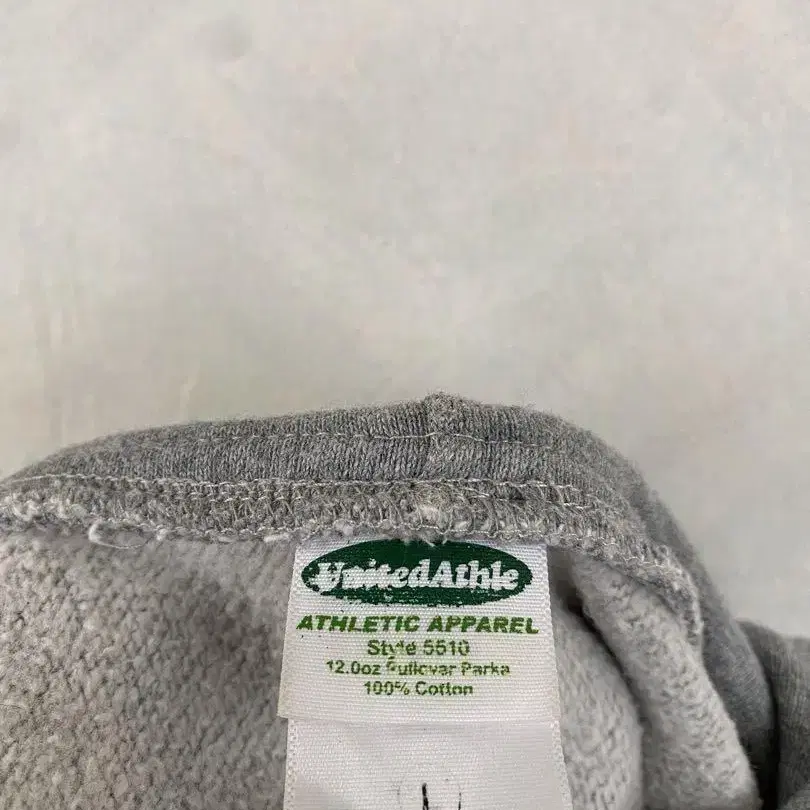 UnitedAthle
ATHLETIC APPAREL
Style 5510
12.0oz Pullover Parka
100% Cotton